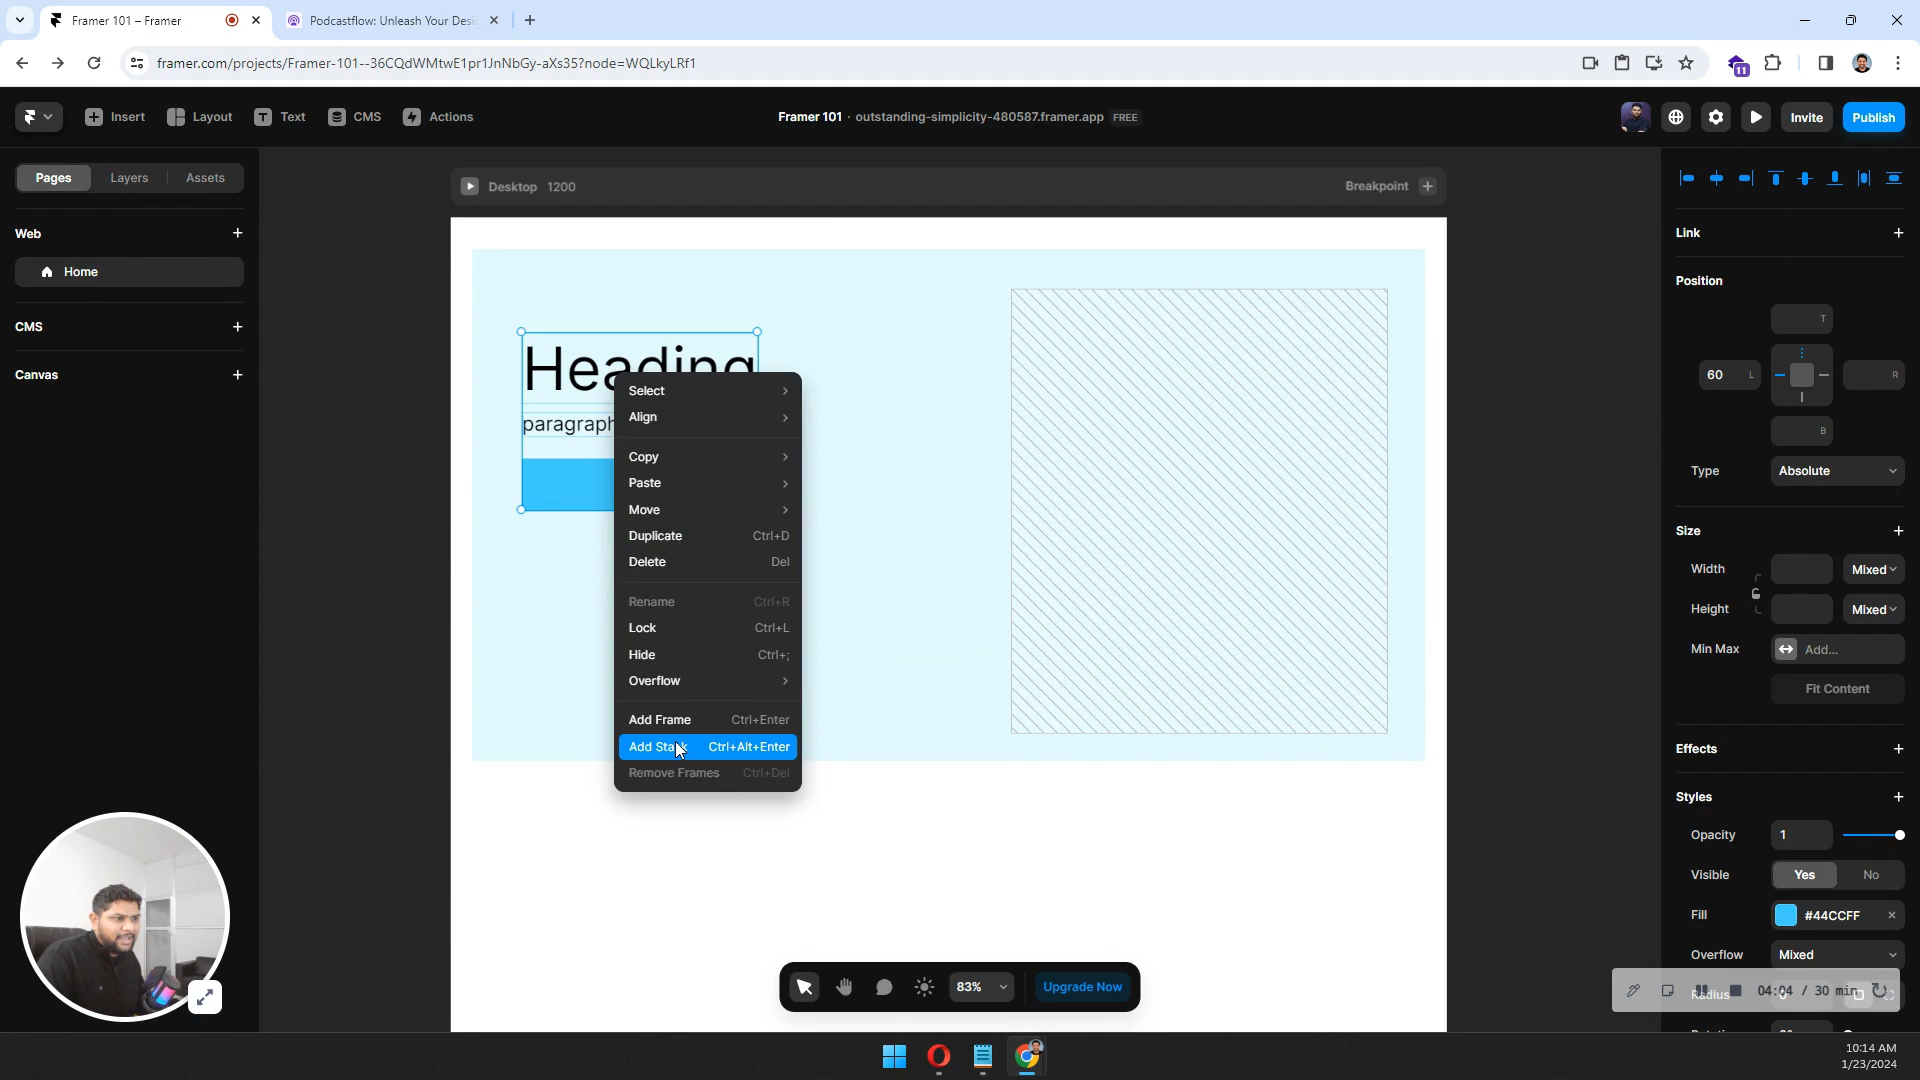 Framer 101 – Framer
Podcastflow: Unleash Your Desi
framer.com/projects/Framer-101--36CQdWMtwE1pr1JnNbGy-aXs35?node=WQLkyLRf1
11
Insert
Layout
Text
CMS
Actions
Framer 101 · outstanding-simplicity-480587.framer.app FREE
Invite
Publish
Pages
Layers
Assets
Web
Home
CMS
Canvas
Desktop 1200
Breakpoint
Heading
paragraph
Select
Align
Copy
Paste
Move
Duplicate Ctrl+D
Delete Del
Rename Ctrl+R
Lock Ctrl+L
Hide Ctrl+;
Overflow
Add Frame Ctrl+Enter
Add Stack Ctrl+Alt+Enter
Remove Frames Ctrl+Del
83%
Upgrade Now
Link
Position
T
60 L
R
B
Type Absolute
Size
Width Mixed
Height Mixed
Min Max Add...
Fit Content
Effects
Styles
Opacity 1
Visible Yes No
Fill #44CCFF
Overflow Mixed
Radius 0
04:04 / 30 min
10:14 AM
1/23/2024